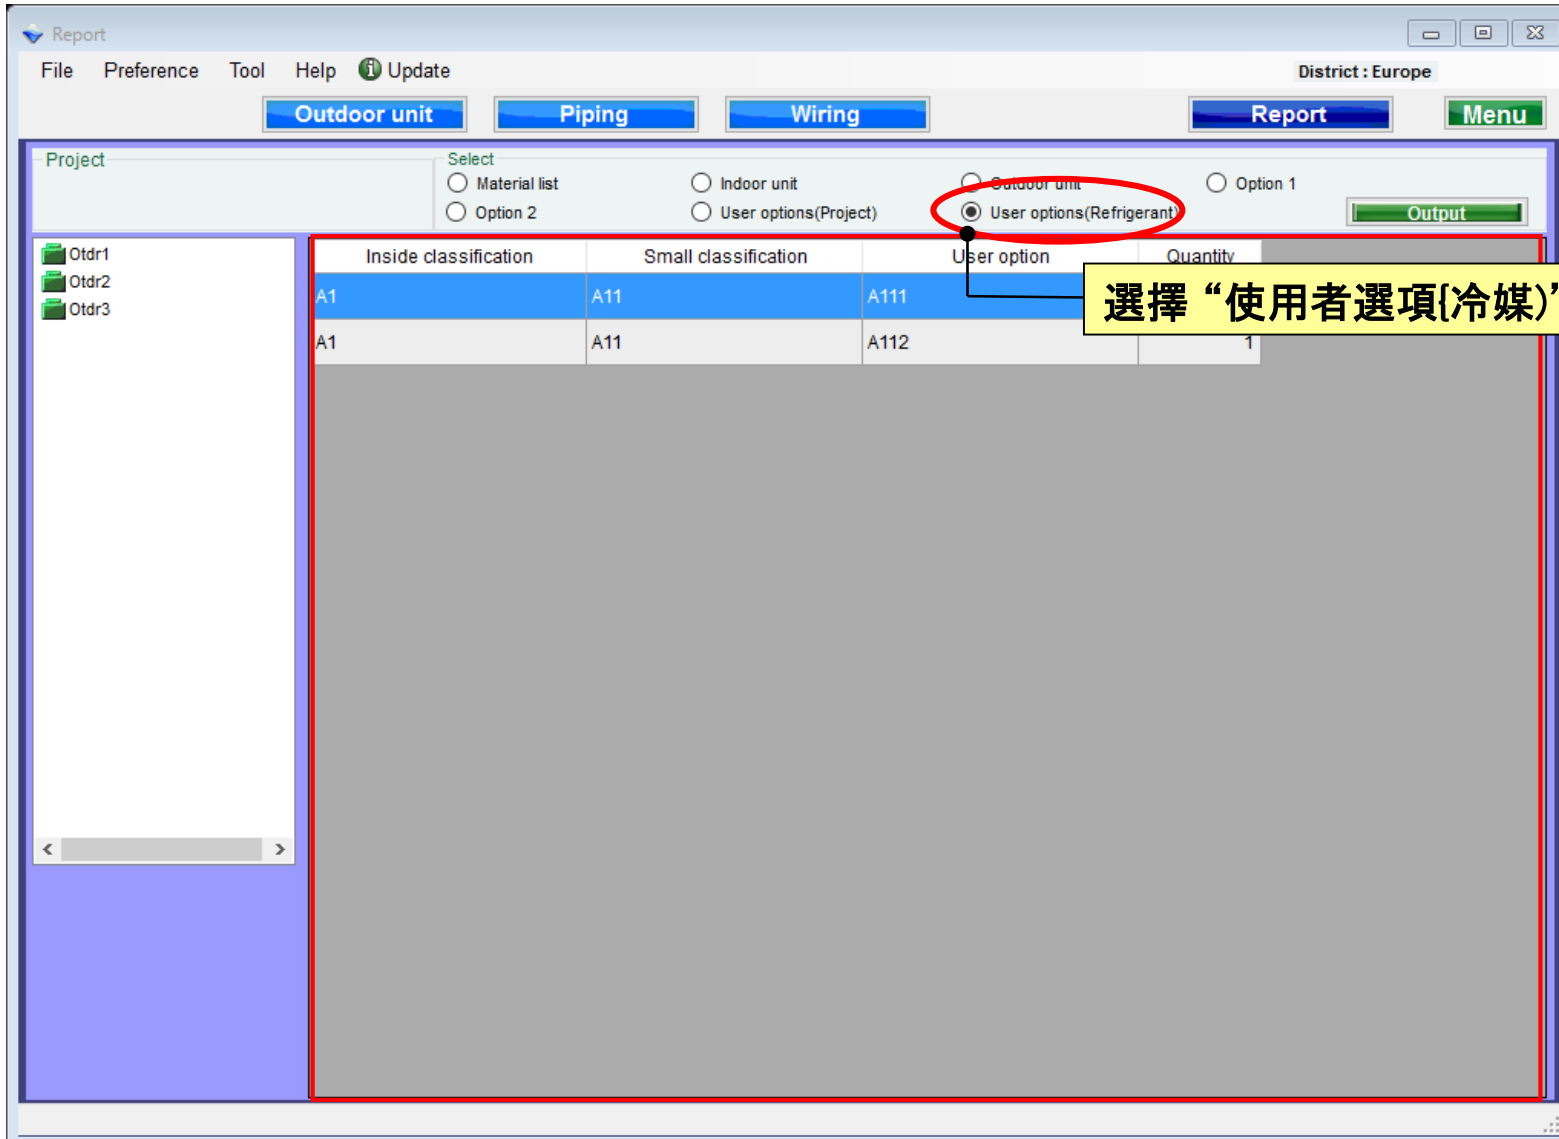 Report
File Preference Tool Help Update District : Europe
Outdoor unit Piping Wiring Report Menu
Project Select
Material list Indoor unit Outdoor unit Option 1
Option 2 User options(Project) User options(Refrigerant) Output
Otdr1
Otdr2
Otdr3
Inside classification Small classification User option Quantity
A1 A11 A111
A1 A11 A112 1
選擇 “使用者選項{冷媒)”